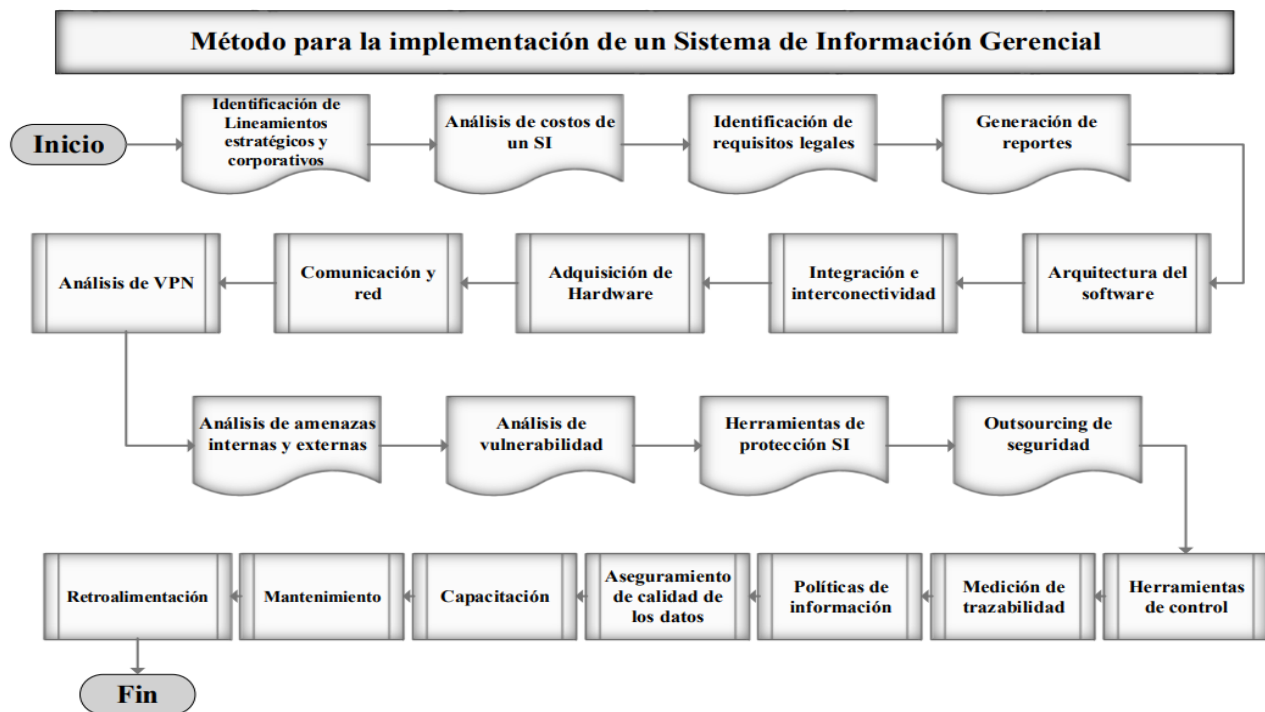 Método para la implementación de un Sistema de Información Gerencial
Inicio
Identificación de
Lineamientos
estratégicos y
corporativos
Análisis de costos de
un SI
Identificación de
requisitos legales
Generación de
reportes
Arquitectura del
software
Integración e
interconectividad
Adquisición de
Hardware
Comunicación y
red
Análisis de VPN
Análisis de amenazas
internas y externas
Análisis de
vulnerabilidad
Herramientas de
protección SI
Outsourcing de
seguridad
Herramientas
de control
Medición de
trazabilidad
Políticas de
información
Aseguramiento
de calidad de
los datos
Capacitación
Mantenimiento
Retroalimentación
Fin